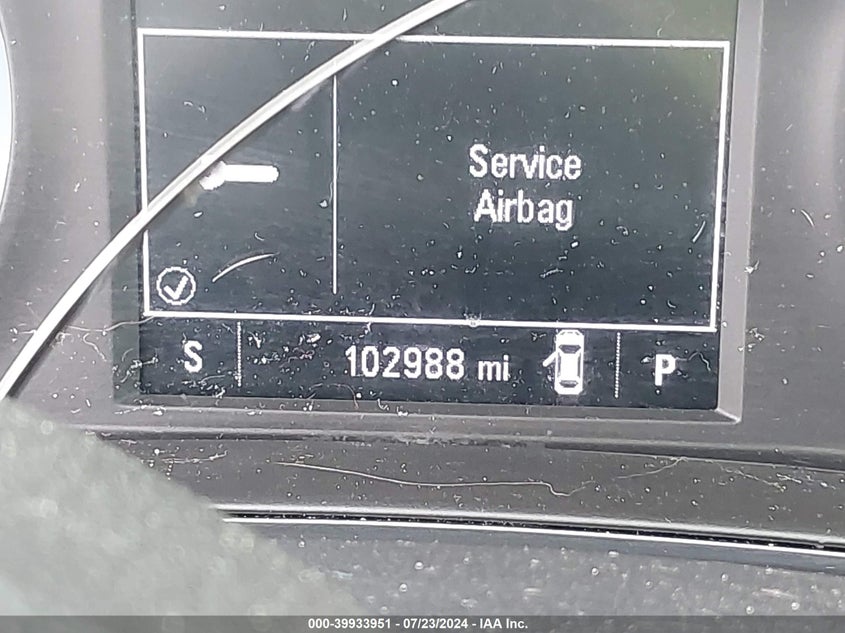 Service
Airbag
S
102988 mi
P
000-39933951 - 07/23/2024 - IAA Inc.